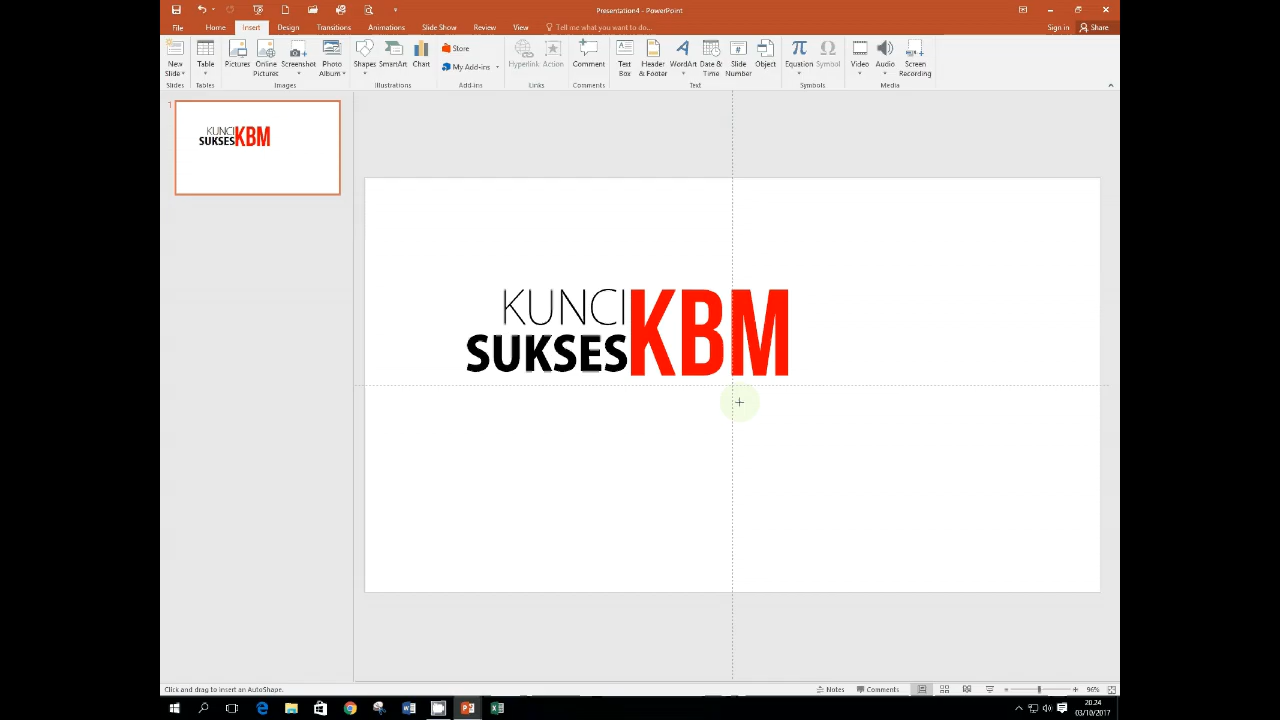 Presentation4 - PowerPoint
File Home Insert Design Transitions Animations Slide Show Review View Tell me what you want to do... Sign in Share
New Slide Table Pictures Online Pictures Screenshot Photo Album Shapes SmartArt Chart Store My Add-ins Hyperlink Action Comment Text Box Header & Footer WordArt Date & Time Slide Number Object Equation Symbol Video Audio Screen Recording
Slides Tables Images Illustrations Add-ins Links Comments Text Symbols Media
1
KUNCI
SUKSES KBM
KUNCI
SUKSES KBM
Click and drag to insert an AutoShape. Notes Comments 96%
20.24
03/10/2017